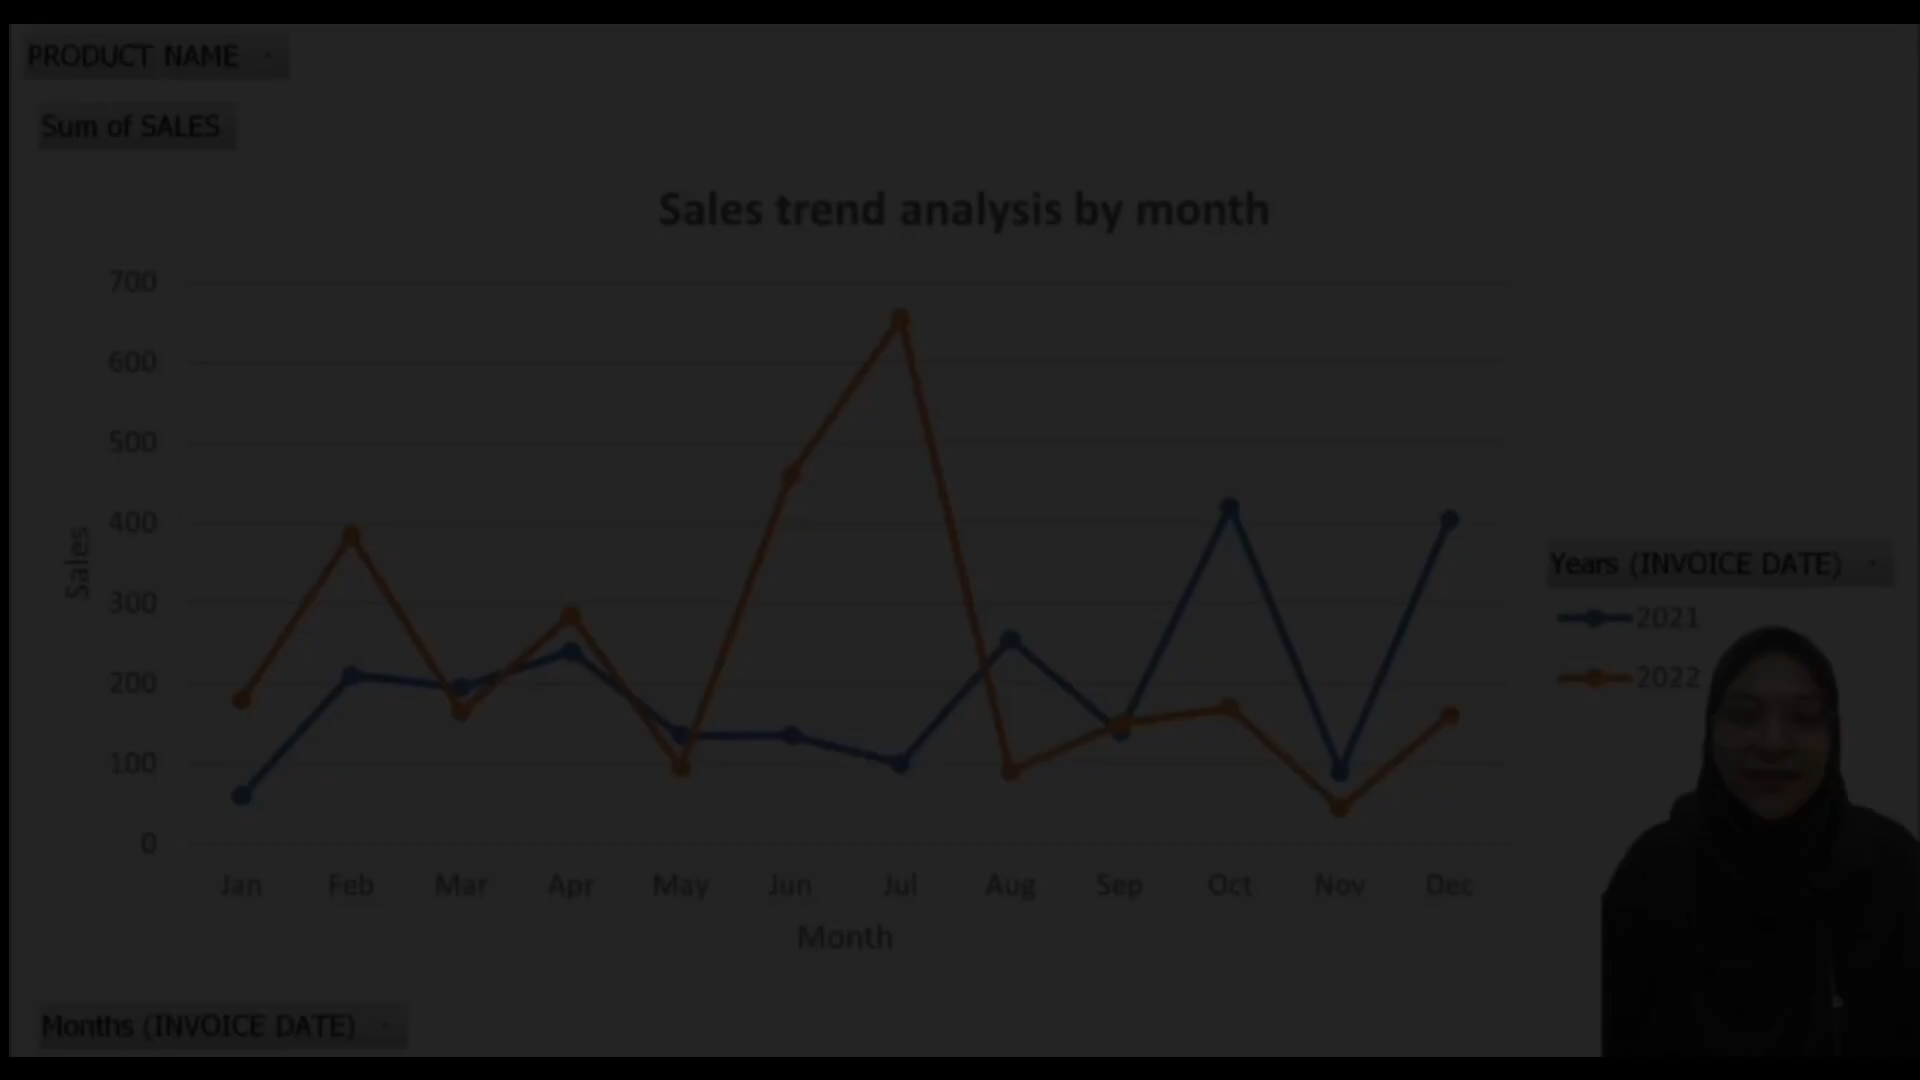 PRODUCT NAME
Sum of SALES
Sales trend analysis by month
700
600
500
400
300
200
100
0
Sales
Jan Feb Mar Apr May Jun Jul Aug Sep Oct Nov Dec
Month
Years (INVOICE DATE)
2021
2022
Months (INVOICE DATE)